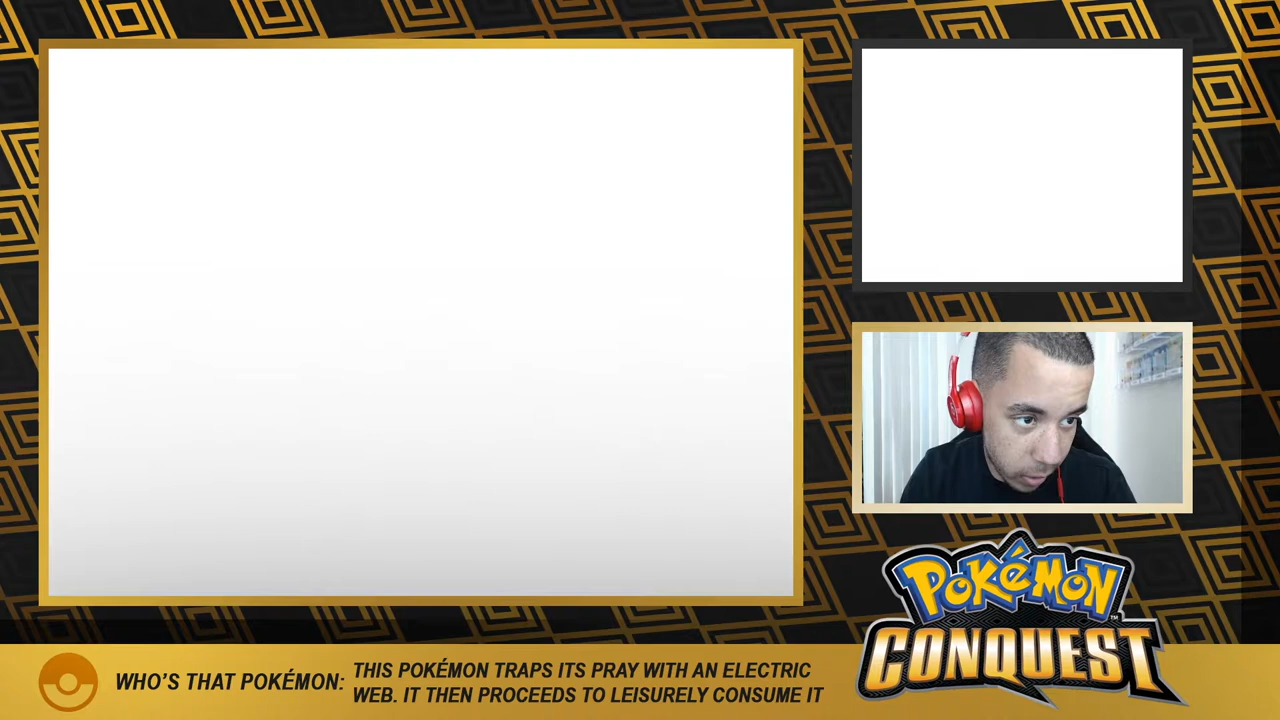 POKéMON
™
CONQUEST
WHO'S THAT POKÉMON:
THIS POKÉMON TRAPS ITS PRAY WITH AN ELECTRIC
WEB. IT THEN PROCEEDS TO LEISURELY CONSUME IT